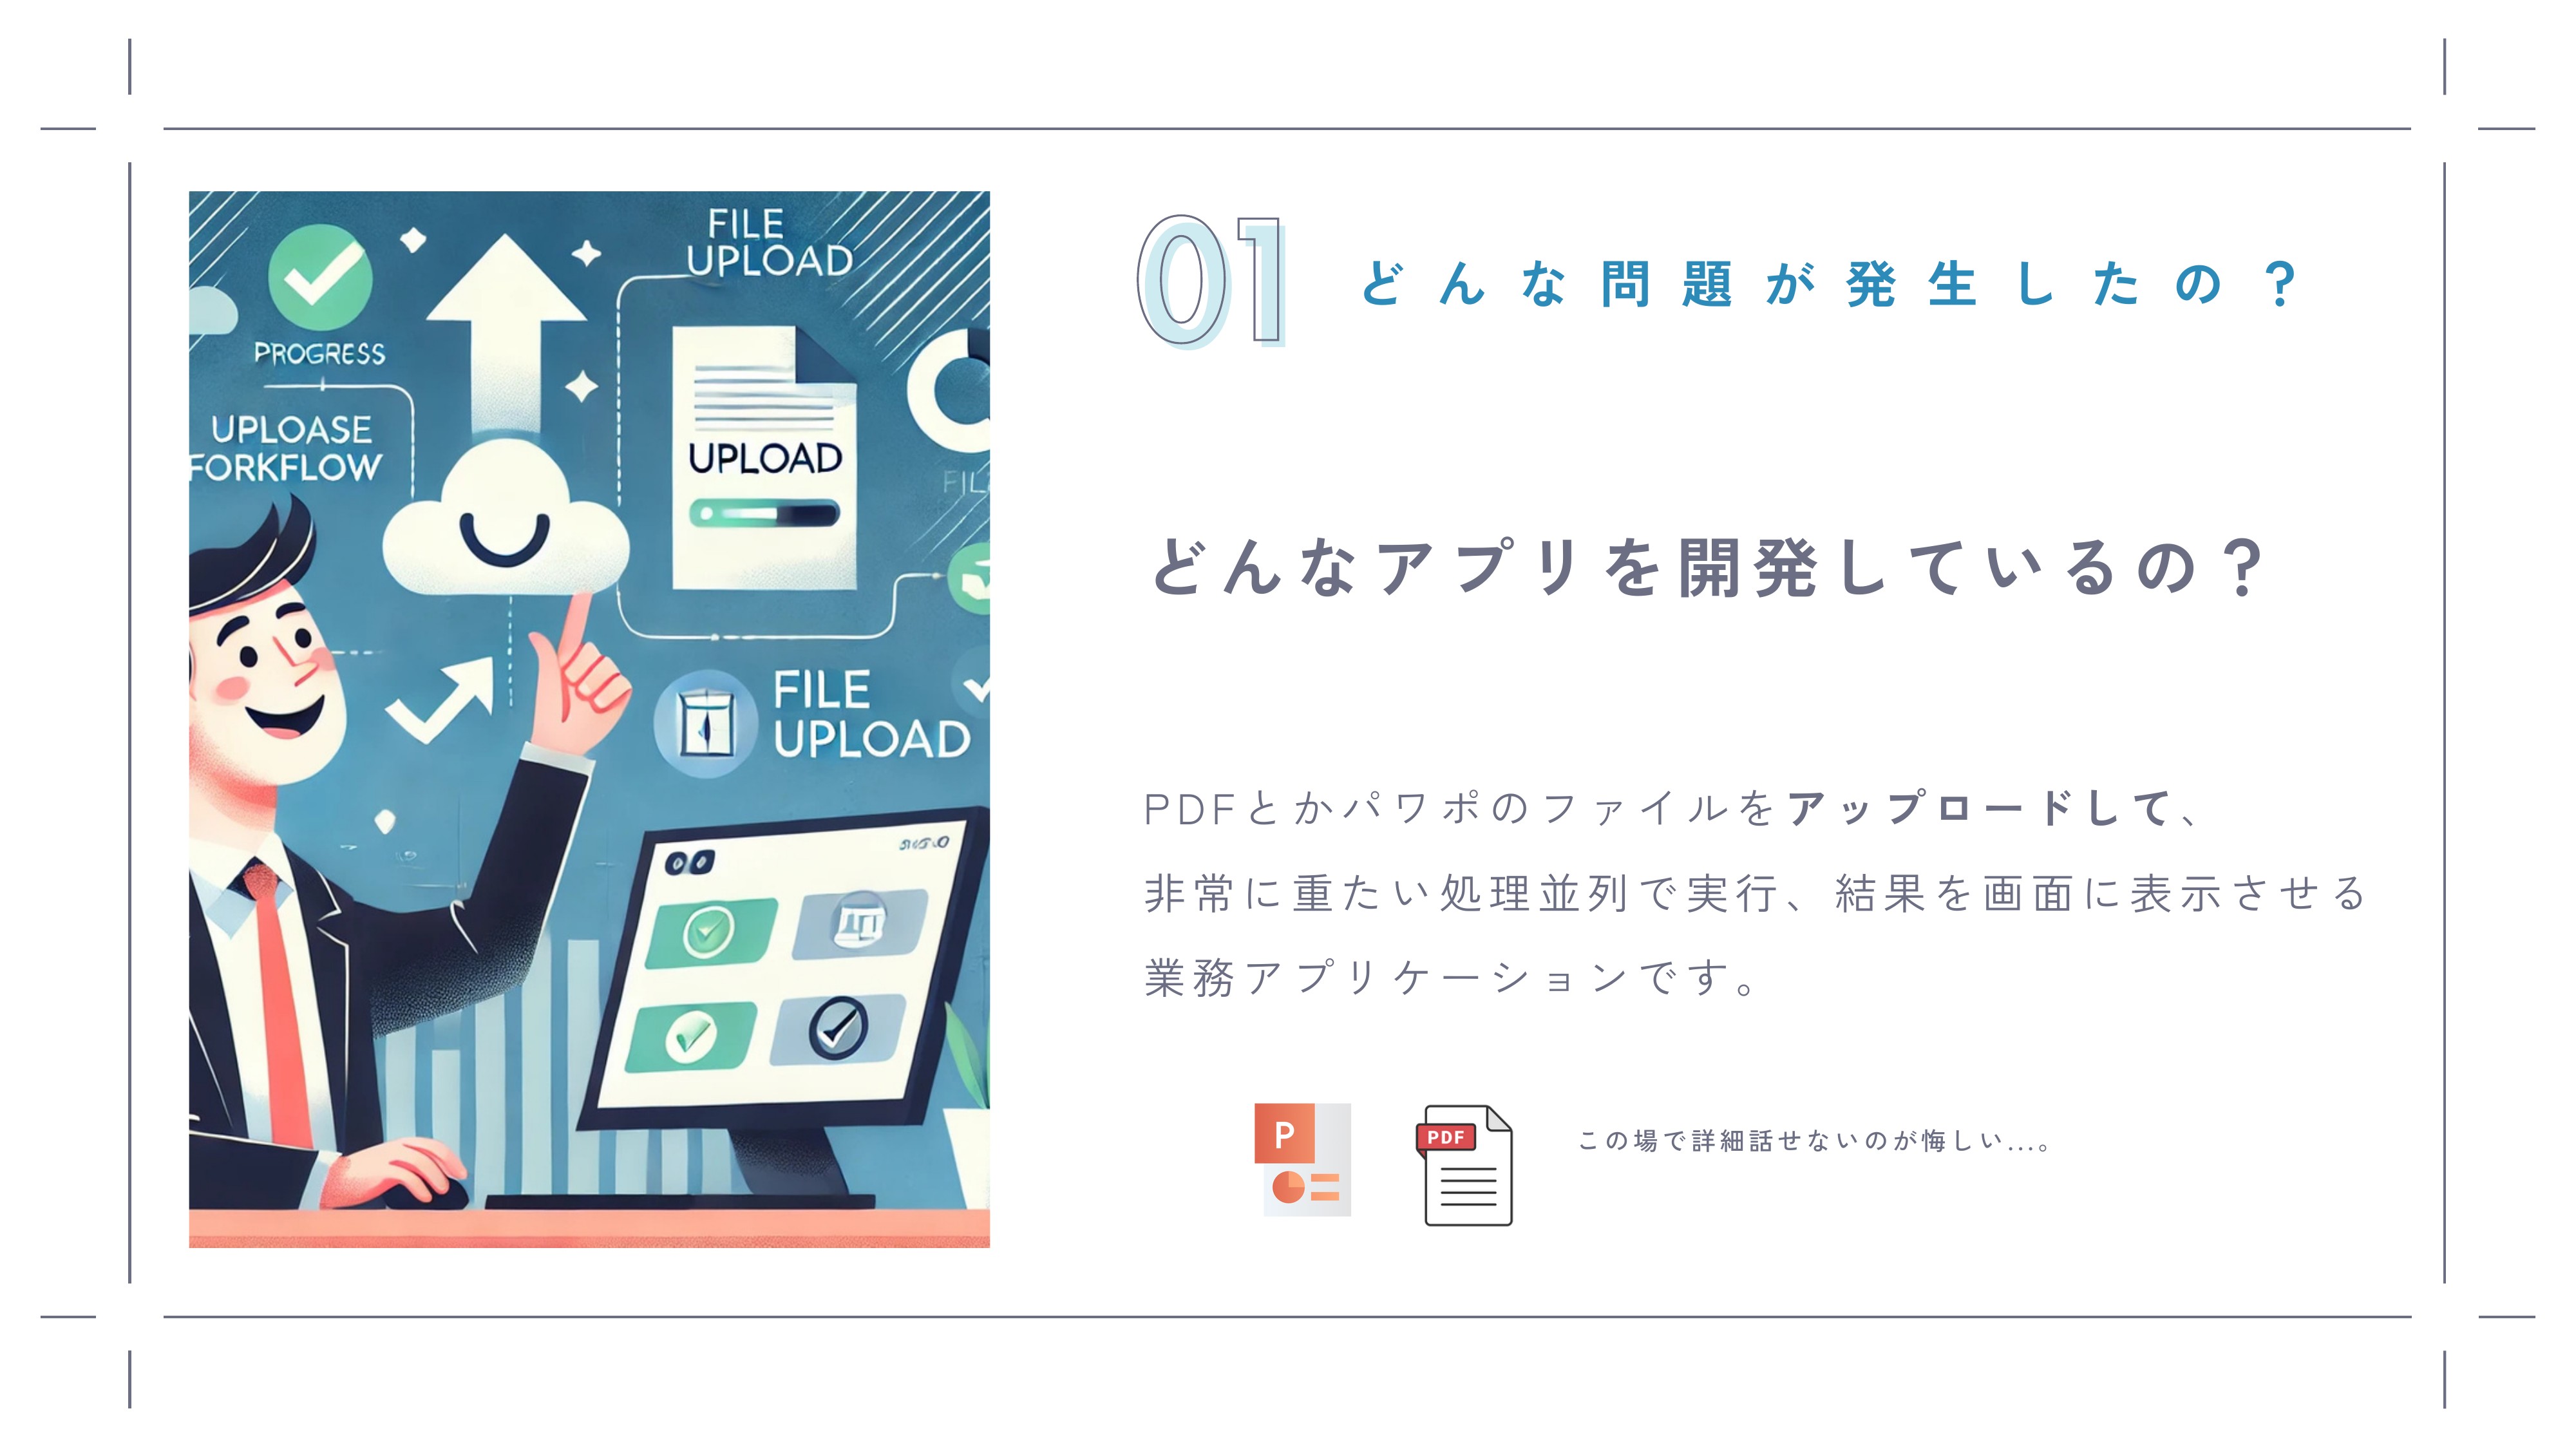 01 どんな問題が発生したの？
どんなアプリを開発しているの？
PDFとかパワポのファイルをアップロードして、
非常に重たい処理並列で実行、結果を画面に表示させる
業務アプリケーションです。
P
PDF
この場で詳細話せないのが悔しい...。
FILE
UPLOAD
PROGRESS
UPLOASE
FORKFLOW
UPLOAD
FIL
FILE
UPLOAD